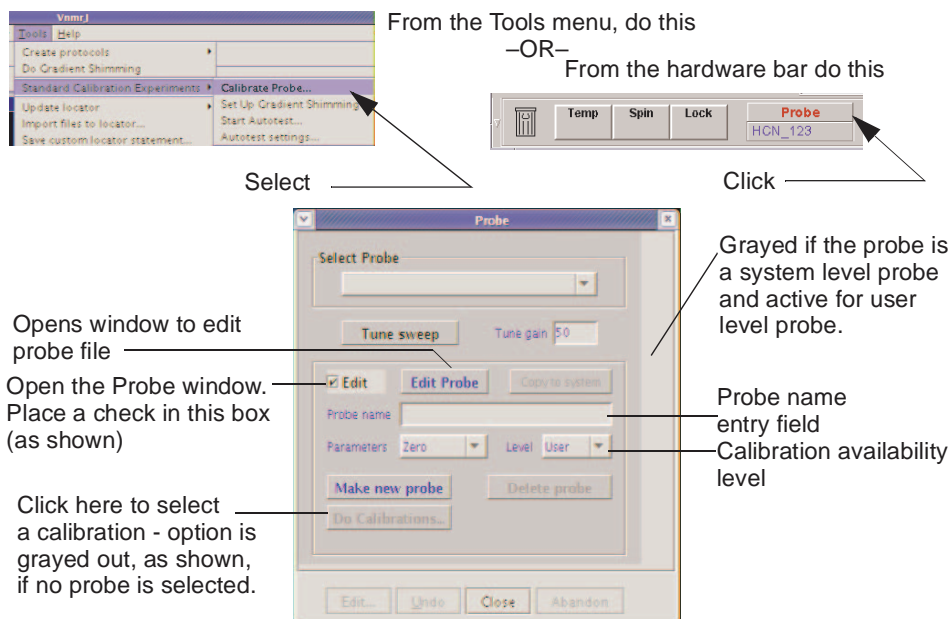 VnmrJ
Tools Help
Create protocols
Do Gradient Shimming
Standard Calibration Experiments
Update locator
Import files to locator...
Save custom locator statement...
Calibrate Probe...
Set Up Gradient Shimming
Start Autotest...
Autotest settings...
From the Tools menu, do this
–OR–
From the hardware bar do this
Temp Spin Lock Probe
HCN_123
Select
Click
Probe
Select Probe
Tune sweep Tune gain 50
Edit Edit Probe Copy to system
Probe name
Parameters Zero Level User
Make new probe Delete probe
Do Calibrations...
Edit... Undo Close Abandon
Grayed if the probe is
a system level probe
and active for user
level probe.
Opens window to edit
probe file
Open the Probe window.
Place a check in this box
(as shown)
Probe name
entry field
Calibration availability
level
Click here to select
a calibration - option is
grayed out, as shown,
if no probe is selected.